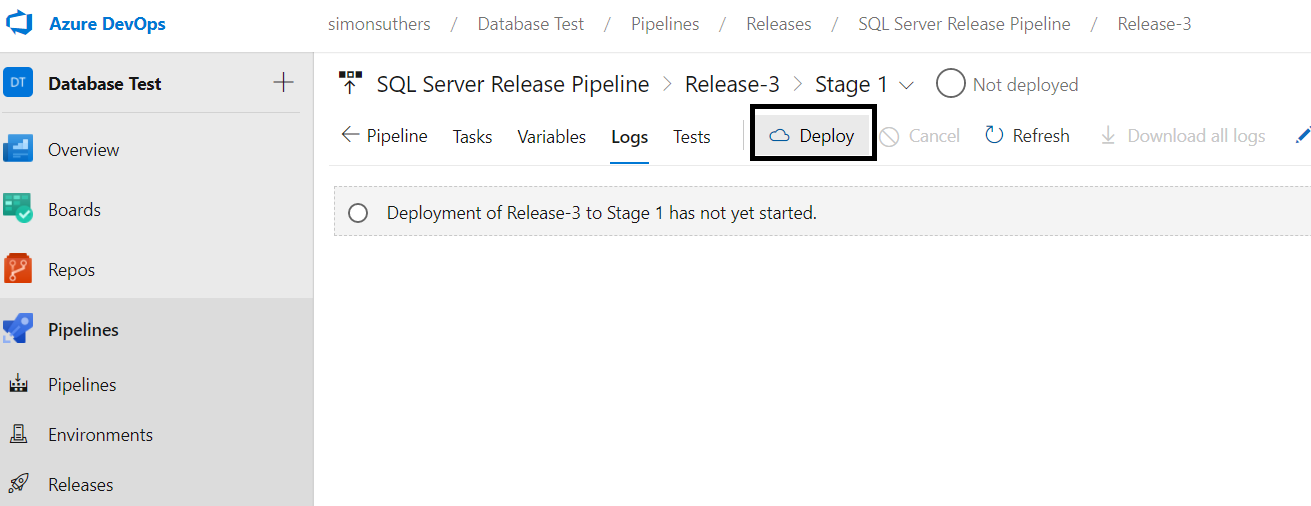 Azure DevOps
simonsuthers / Database Test / Pipelines / Releases / SQL Server Release Pipeline / Release-3
DT Database Test
SQL Server Release Pipeline > Release-3 > Stage 1 Not deployed
Pipeline Tasks Variables Logs Tests Deploy Cancel Refresh Download all logs
Deployment of Release-3 to Stage 1 has not yet started.
Overview
Boards
Repos
Pipelines
Pipelines
Environments
Releases